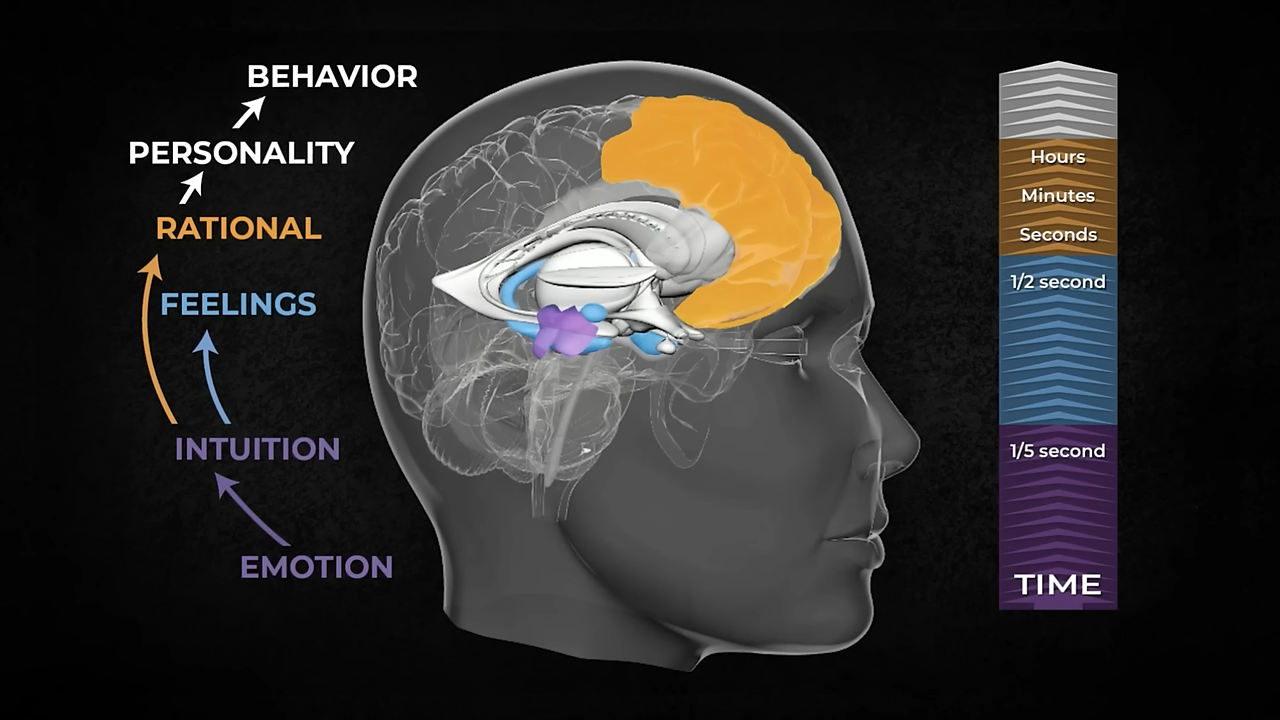 BEHAVIOR
PERSONALITY
RATIONAL
FEELINGS
INTUITION
EMOTION
Hours
Minutes
Seconds
1/2 second
1/5 second
TIME